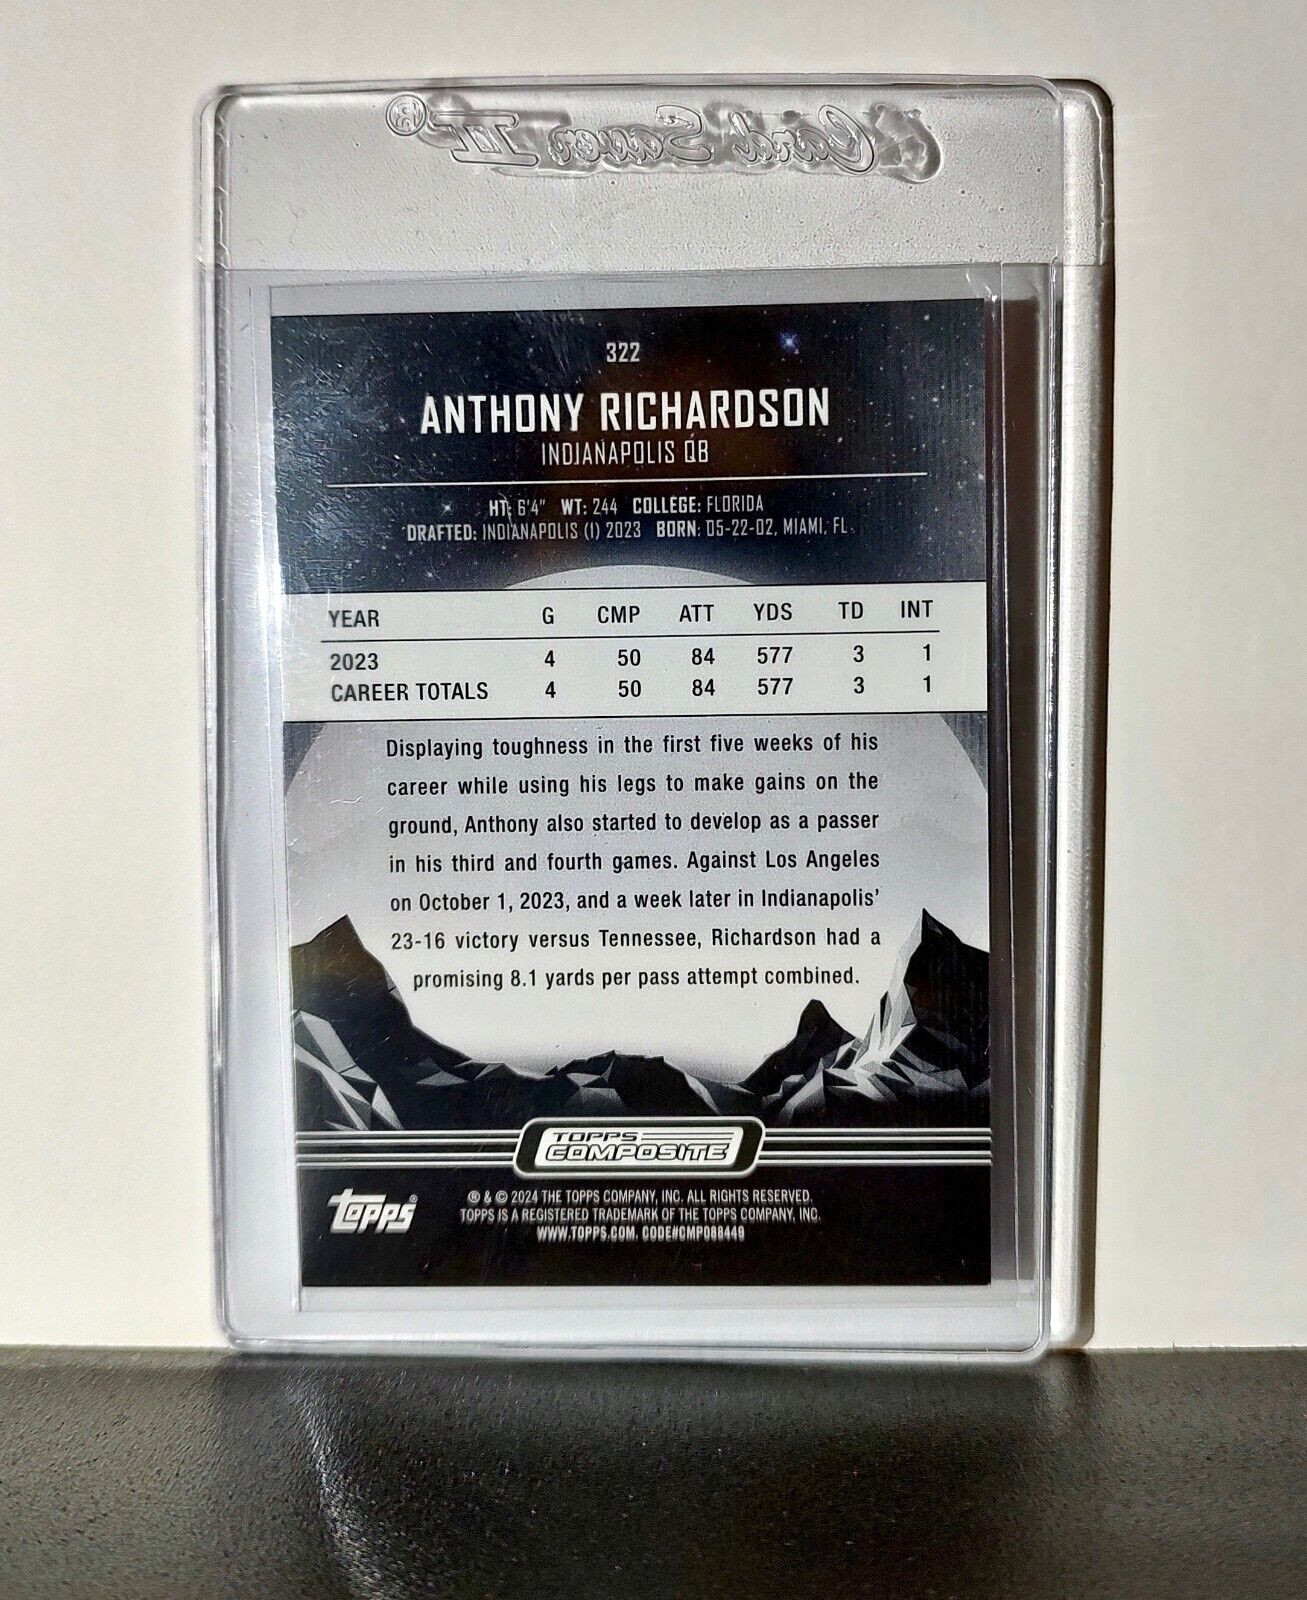 Card Saver II®
322
ANTHONY RICHARDSON
INDIANAPOLIS QB
HT: 6'4" WT: 244 COLLEGE: FLORIDA
DRAFTED: INDIANAPOLIS (1) 2023 BORN: 05-22-02, MIAMI, FL
YEAR G CMP ATT YDS TD INT
2023 4 50 84 577 3 1
CAREER TOTALS 4 50 84 577 3 1
Displaying toughness in the first five weeks of his
career while using his legs to make gains on the
ground, Anthony also started to develop as a passer
in his third and fourth games. Against Los Angeles
on October 1, 2023, and a week later in Indianapolis'
23-16 victory versus Tennessee, Richardson had a
promising 8.1 yards per pass attempt combined.
TOPPS
COMPOSITE
topps®
® & © 2024 THE TOPPS COMPANY, INC. ALL RIGHTS RESERVED.
TOPPS IS A REGISTERED TRADEMARK OF THE TOPPS COMPANY, INC.
WWW.TOPPS.COM. CODE#CMP088449